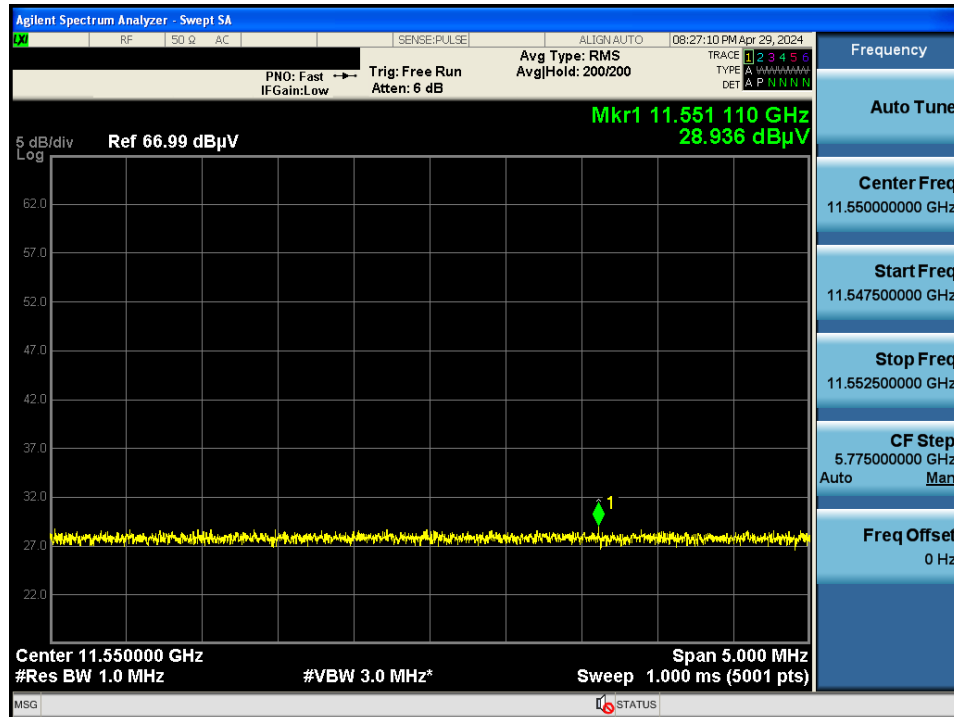 Agilent Spectrum Analyzer - Swept SA
LXI RF 50 Ω AC SENSE:PULSE ALIGN AUTO 08:27:10 PM Apr 29, 2024
Frequency
PNO: Fast Trig: Free Run Avg Type: RMS TRACE 1 2 3 4 5 6
IFGain:Low Atten: 6 dB Avg|Hold: 200/200 TYPE A WWWWW
DET A P N N N N
Auto Tune
Mkr1 11.551 110 GHz
28.936 dBµV
5 dB/div Ref 66.99 dBµV
Log
62.0
57.0
52.0
47.0
42.0
37.0
32.0
27.0
22.0
1
Center 11.550000 GHz Span 5.000 MHz
#Res BW 1.0 MHz #VBW 3.0 MHz* Sweep 1.000 ms (5001 pts)
Center Freq
11.550000000 GHz
Start Freq
11.547500000 GHz
Stop Freq
11.552500000 GHz
CF Step
5.775000000 GHz
Auto Man
Freq Offset
0 Hz
MSG STATUS